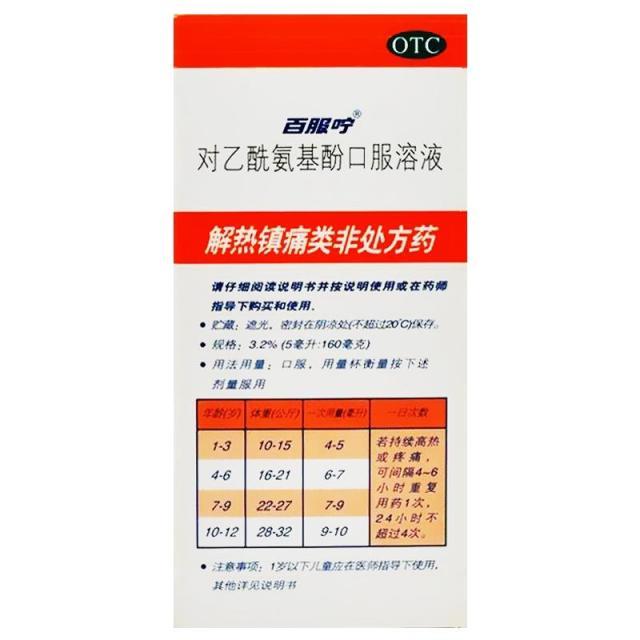 OTC
百服咛®
对乙酰氨基酚口服溶液
解热镇痛类非处方药
请仔细阅读说明书并按说明使用或在药师
指导下购买和使用.
• 贮藏：遮光，密封在阴凉处(不超过20℃)保存。
• 规格：3.2% (5毫升:160毫克)
• 用法用量：口服，用量杯衡量按下述
剂量服用
年龄(岁) 体重(公斤) 一次用量(毫升) 一日次数
1-3 10-15 4-5
4-6 16-21 6-7
7-9 22-27 7-9
10-12 28-32 9-10
若持续高热
或疼痛，
可间隔4~6
小时重复
用药1次，
24小时不
超过4次。
• 注意事项：1岁以下儿童应在医师指导下使用，
其他详见说明书